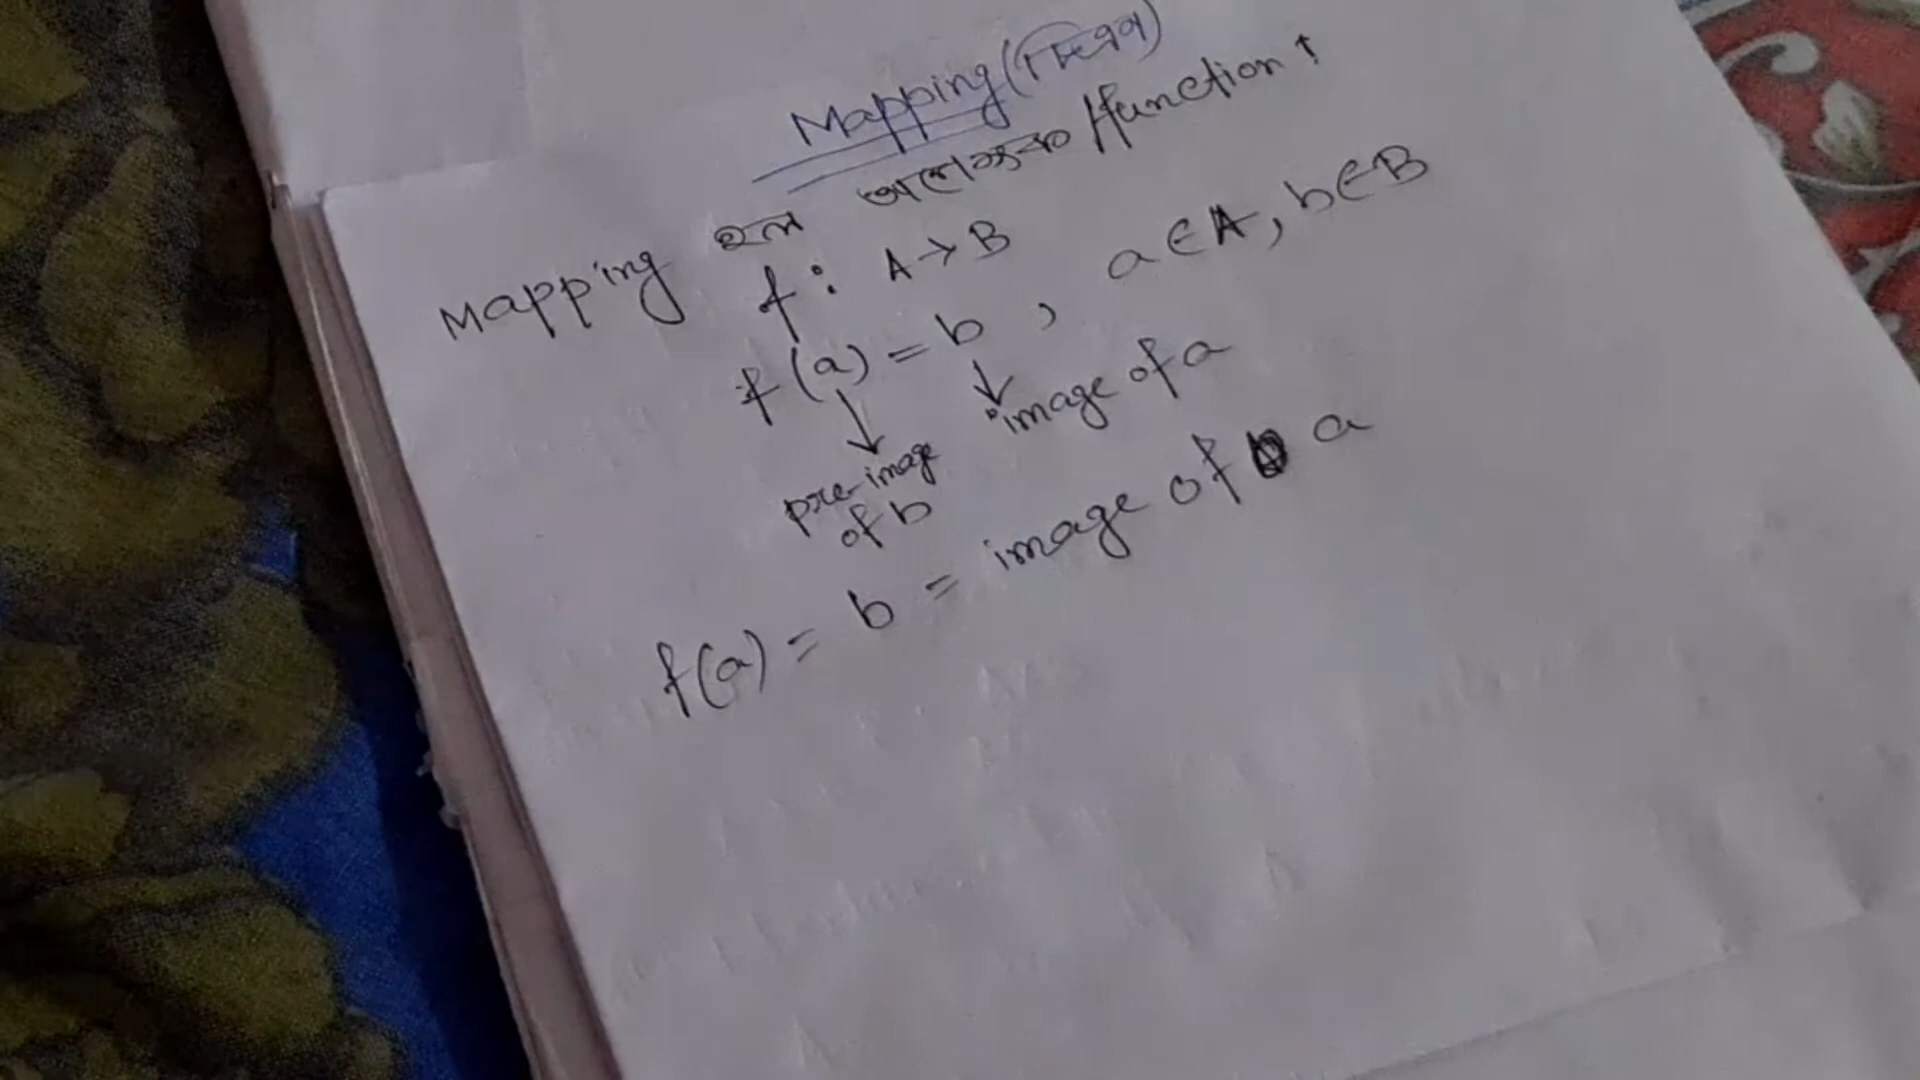 Mapping (চিত্রণ)
Mapping হল অপেক্ষক / function ।
f : A → B
f(a) = b , a ∈ A, b ∈ B
pre-image of b
image of a
f(a) = b = image of a